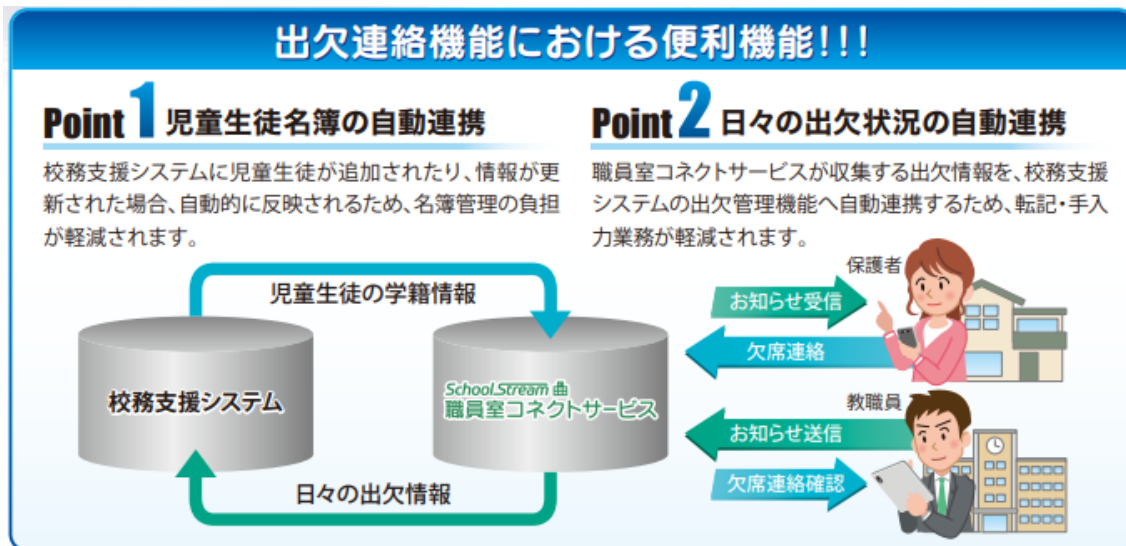 出欠連絡機能における便利機能!!!
Point 1 児童生徒名簿の自動連携
校務支援システムに児童生徒が追加されたり、情報が更
新された場合、自動的に反映されるため、名簿管理の負担
が軽減されます。
Point 2 日々の出欠状況の自動連携
職員室コネクトサービスが収集する出欠情報を、校務支援
システムの出欠管理機能へ自動連携するため、転記・手入
力業務が軽減されます。
児童生徒の学籍情報
校務支援システム
School.Stream
職員室コネクトサービス
日々の出欠情報
保護者
お知らせ受信
欠席連絡
教職員
お知らせ送信
欠席連絡確認